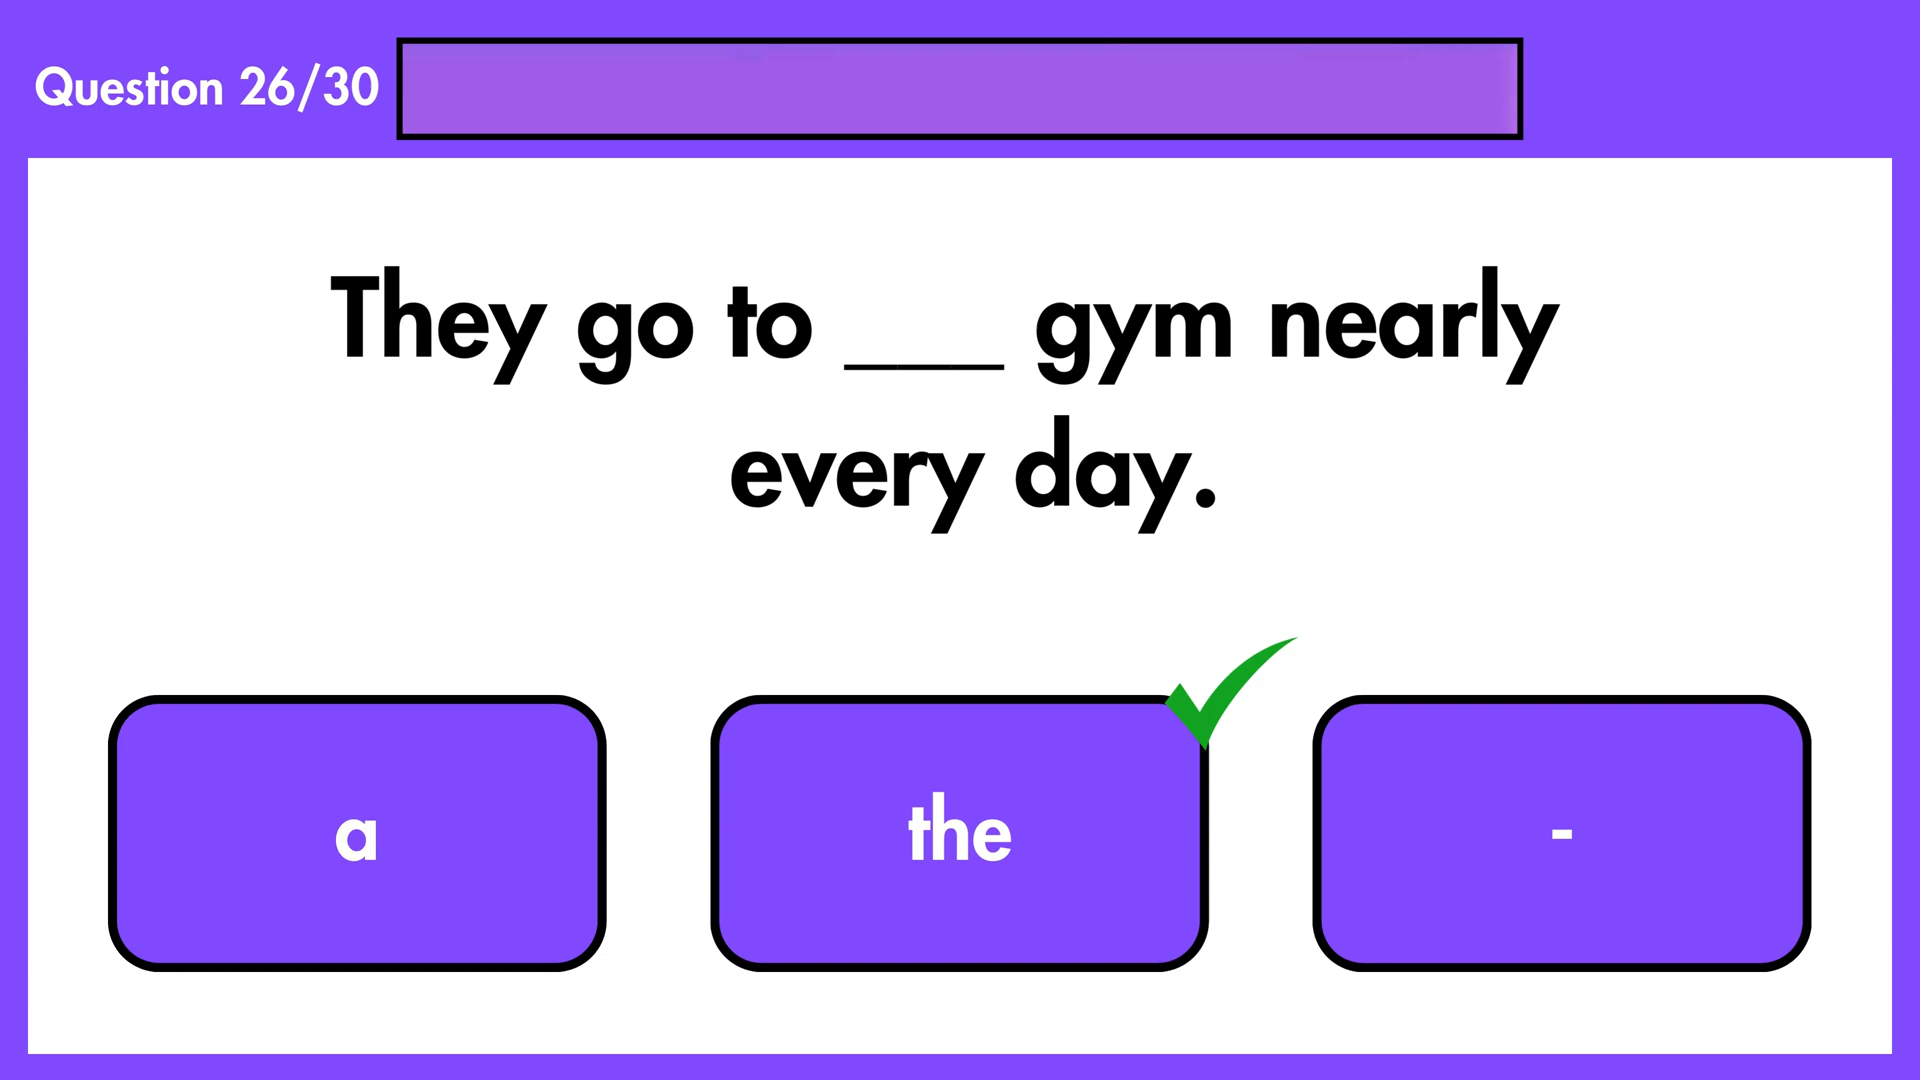 Question 26/30
They go to ___ gym nearly
every day.
a
the
-